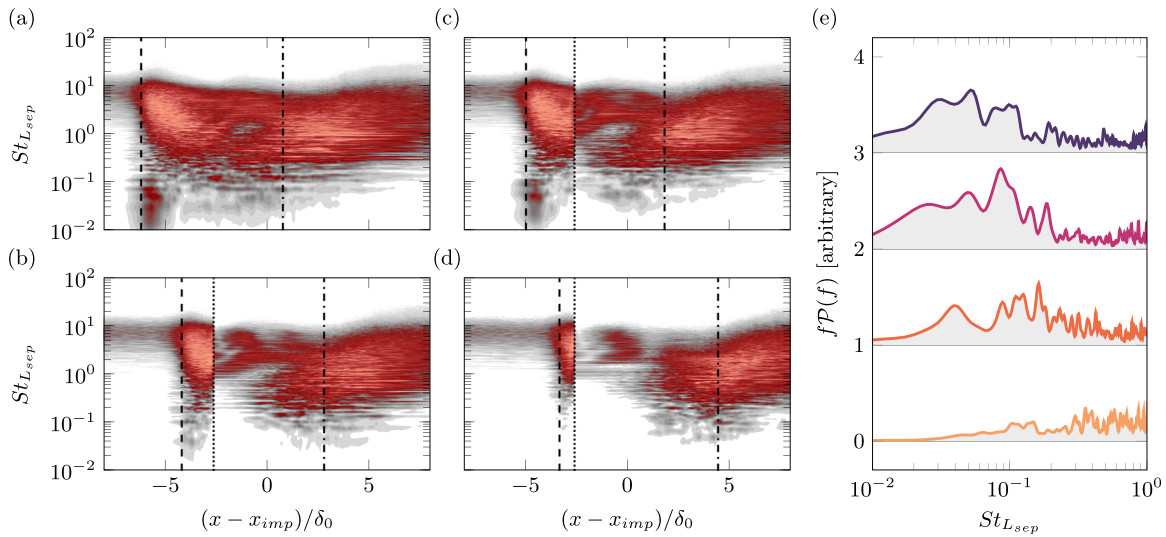 (a)
10^2
10^1
10^0
10^{-1}
10^{-2}
St_{L_{sep}}
(c)
(b)
10^2
10^1
10^0
10^{-1}
10^{-2}
St_{L_{sep}}
−5
0
5
(x − x_{imp})/δ_0
(d)
−5
0
5
(x − x_{imp})/δ_0
(e)
4
3
2
1
0
fP(f) [arbitrary]
10^{-2}
10^{-1}
10^0
St_{L_{sep}}